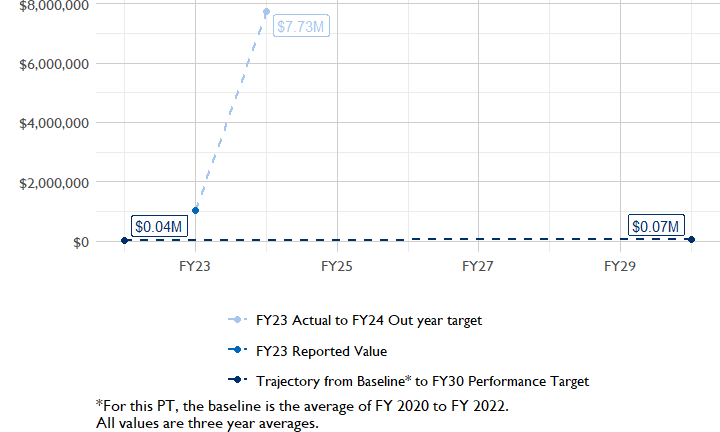 $8,000,000
$7.73M
$6,000,000
$4,000,000
$2,000,000
$0.04M
$0.07M
$0
FY23
FY25
FY27
FY29
FY23 Actual to FY24 Out year target
FY23 Reported Value
Trajectory from Baseline* to FY30 Performance Target
*For this PT, the baseline is the average of FY 2020 to FY 2022.
All values are three year averages.